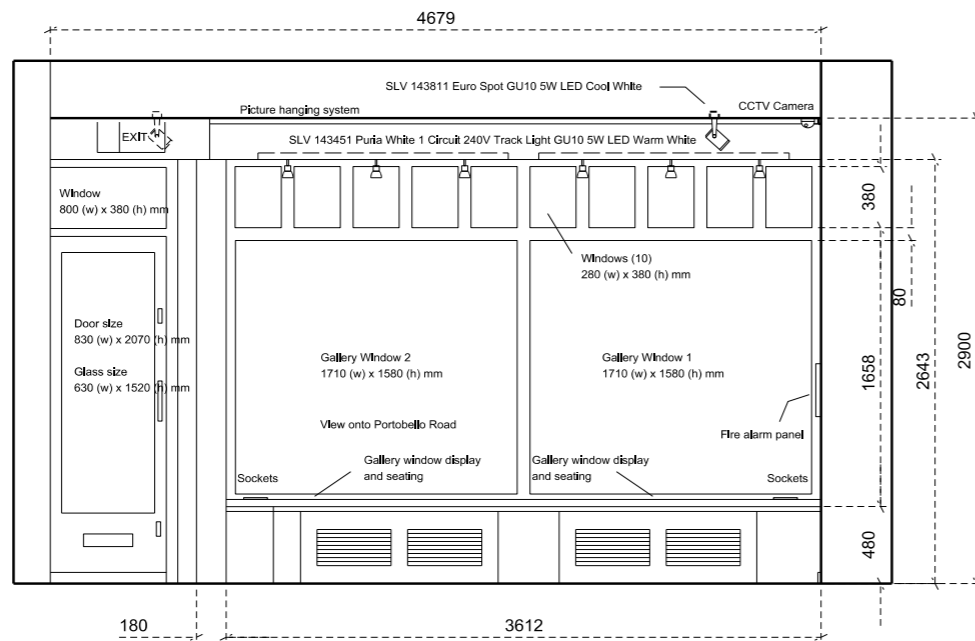 4679
SLV 143811 Euro Spot GU10 5W LED Cool White
Picture hanging system
CCTV Camera
EXIT
SLV 143451 Puria White 1 Circuit 240V Track Light GU10 5W LED Warm White
Window
800 (w) x 380 (h) mm
380
Windows (10)
280 (w) x 380 (h) mm
80
Door size
830 (w) x 2070 (h) mm
Glass size
630 (w) x 1520 (h) mm
Gallery Window 2
1710 (w) x 1580 (h) mm
Gallery Window 1
1710 (w) x 1580 (h) mm
1658
2643
2900
View onto Portobello Road
Fire alarm panel
Gallery window display
and seating
Gallery window display
and seating
Sockets
Sockets
480
180
3612